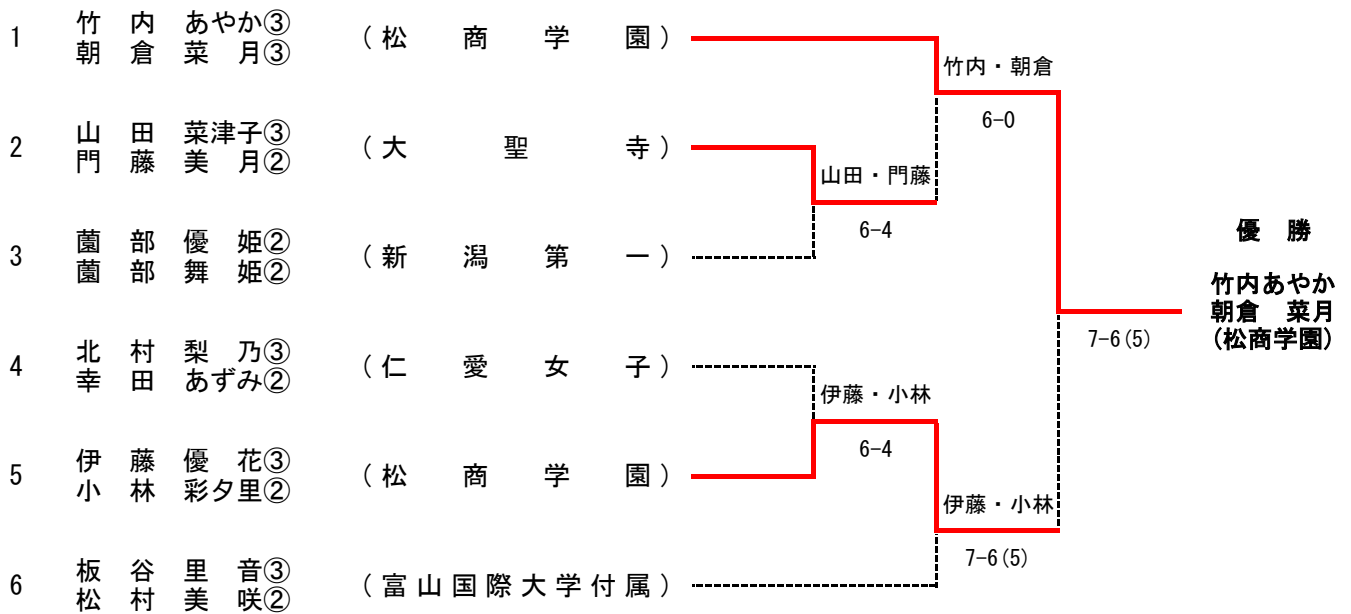 1 竹内 あやか③ (松商学園)
朝倉菜月③
竹内・朝倉
6-0
2 山田 菜津子③ (大聖寺)
門藤美月②
山田・門藤
6-4
3 薗部優姫② (新潟第一)
薗部舞姫②
優勝
竹内あやか
朝倉 菜月
(松商学園)
7-6(5)
4 北村梨乃③ (仁愛女子)
幸田 あずみ②
伊藤・小林
6-4
5 伊藤優花③ (松商学園)
小林 彩夕里②
伊藤・小林
7-6(5)
6 板谷里音③ (富山国際大学付属)
松村美咲②